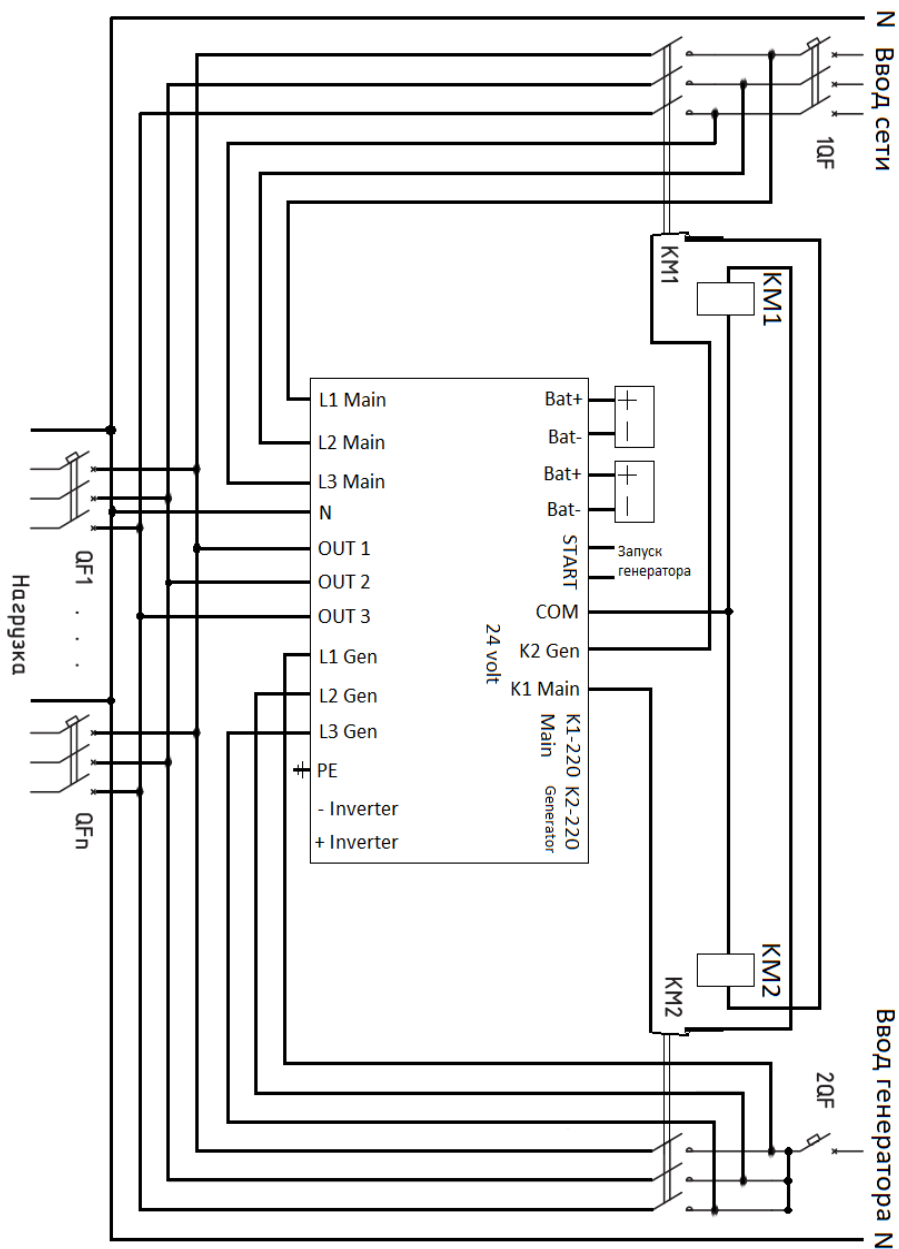 N
Ввод сети
1QF
KM1
KM1
L1 Main
L2 Main
L3 Main
N
OUT 1
OUT 2
OUT 3
L1 Gen
L2 Gen
L3 Gen
PE
- Inverter
+ Inverter
Bat+
Bat-
Bat+
Bat-
START
Запуск
генератора
COM
K2 Gen
K1 Main
24 volt
K1-220 K2-220
Main Generator
QF1 . . . QFn
Нагрузка
KM2
KM2
2QF
Ввод генератора
N